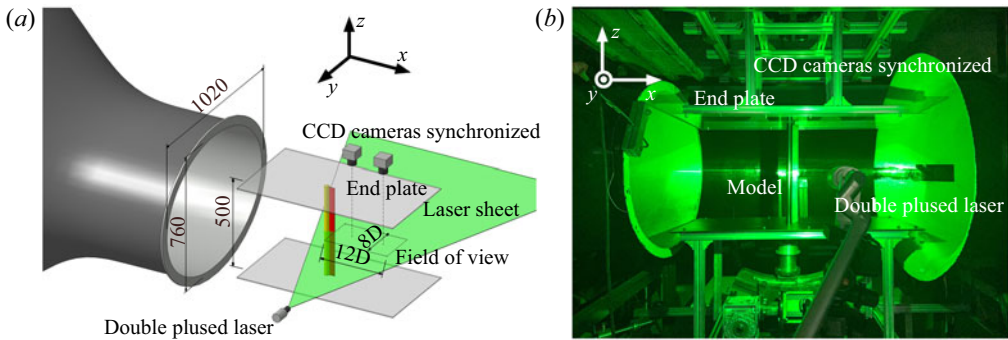 (a)
1020
760
500
z
x
y
CCD cameras synchronized
End plate
Laser sheet
8D
12D
Field of view
Double plused laser
(b)
z
y
x
CCD cameras synchronized
End plate
Model
Double plused laser